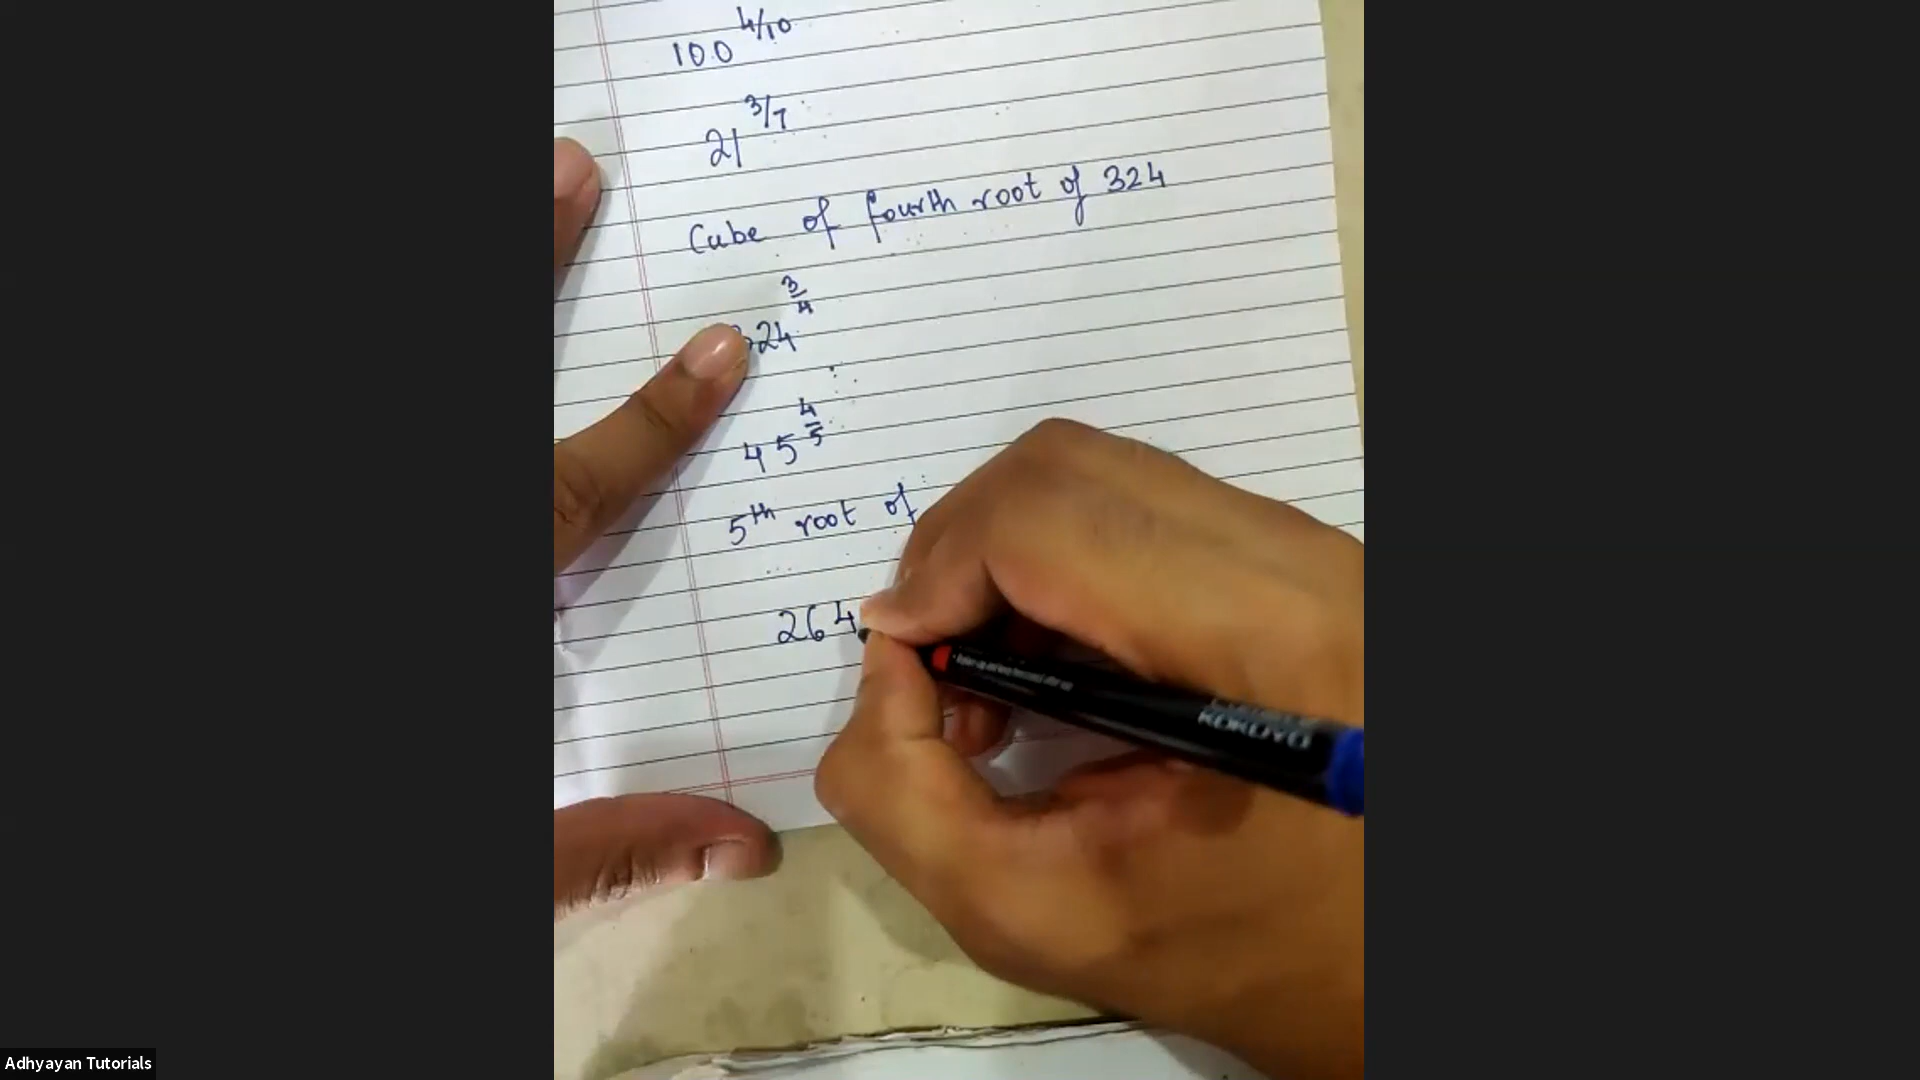 100^4/10
21^3/7
Cube of fourth root of 324
324^3/4
45^4/5
5th root of
264
KOKUYO
Adhyayan Tutorials